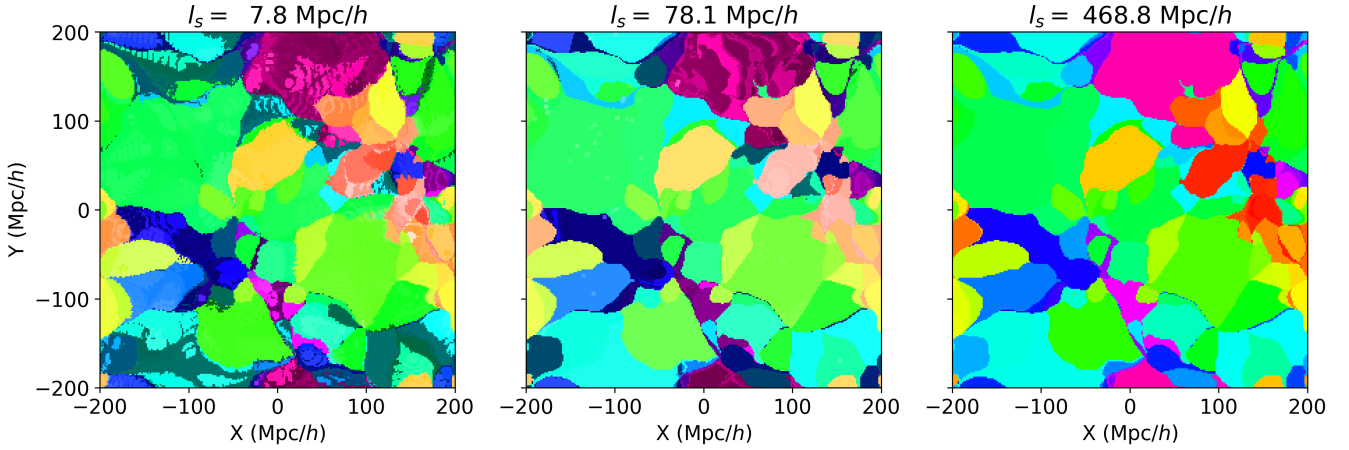 l_s = 7.8 Mpc/h
l_s = 78.1 Mpc/h
l_s = 468.8 Mpc/h
200
100
0
−100
−200
Y (Mpc/h)
−200 −100 0 100 200
−200 −100 0 100 200
−200 −100 0 100 200
X (Mpc/h)
X (Mpc/h)
X (Mpc/h)